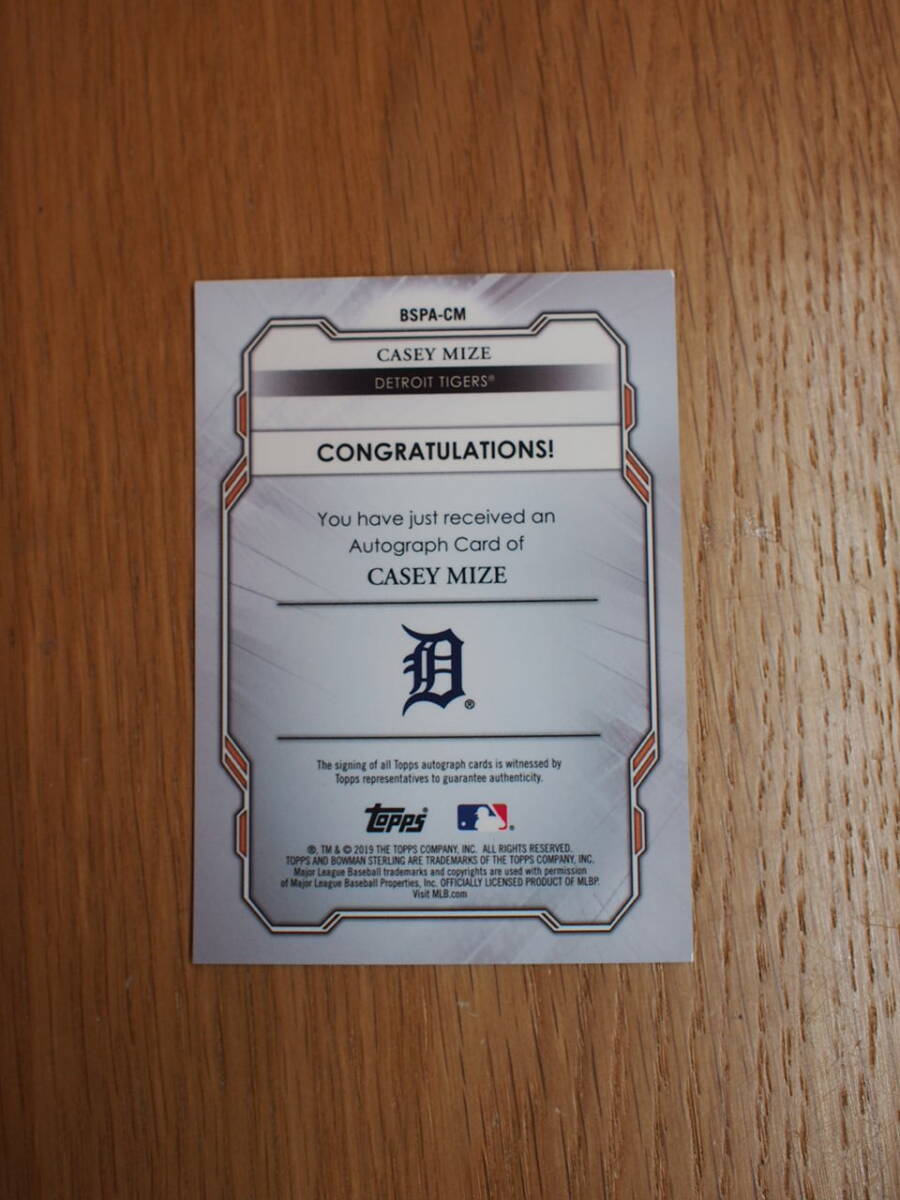 BSPA-CM
CASEY MIZE
DETROIT TIGERS®
CONGRATULATIONS!
You have just received an
Autograph Card of
CASEY MIZE
D®
The signing of all Topps autograph cards is witnessed by
Topps representatives to guarantee authenticity.
Topps®
®, TM & © 2019 THE TOPPS COMPANY, INC. ALL RIGHTS RESERVED.
TOPPS AND BOWMAN STERLING ARE TRADEMARKS OF THE TOPPS COMPANY, INC.
Major League Baseball trademarks and copyrights are used with permission
of Major League Baseball Properties, Inc. OFFICIALLY LICENSED PRODUCT OF MLBP.
Visit MLB.com